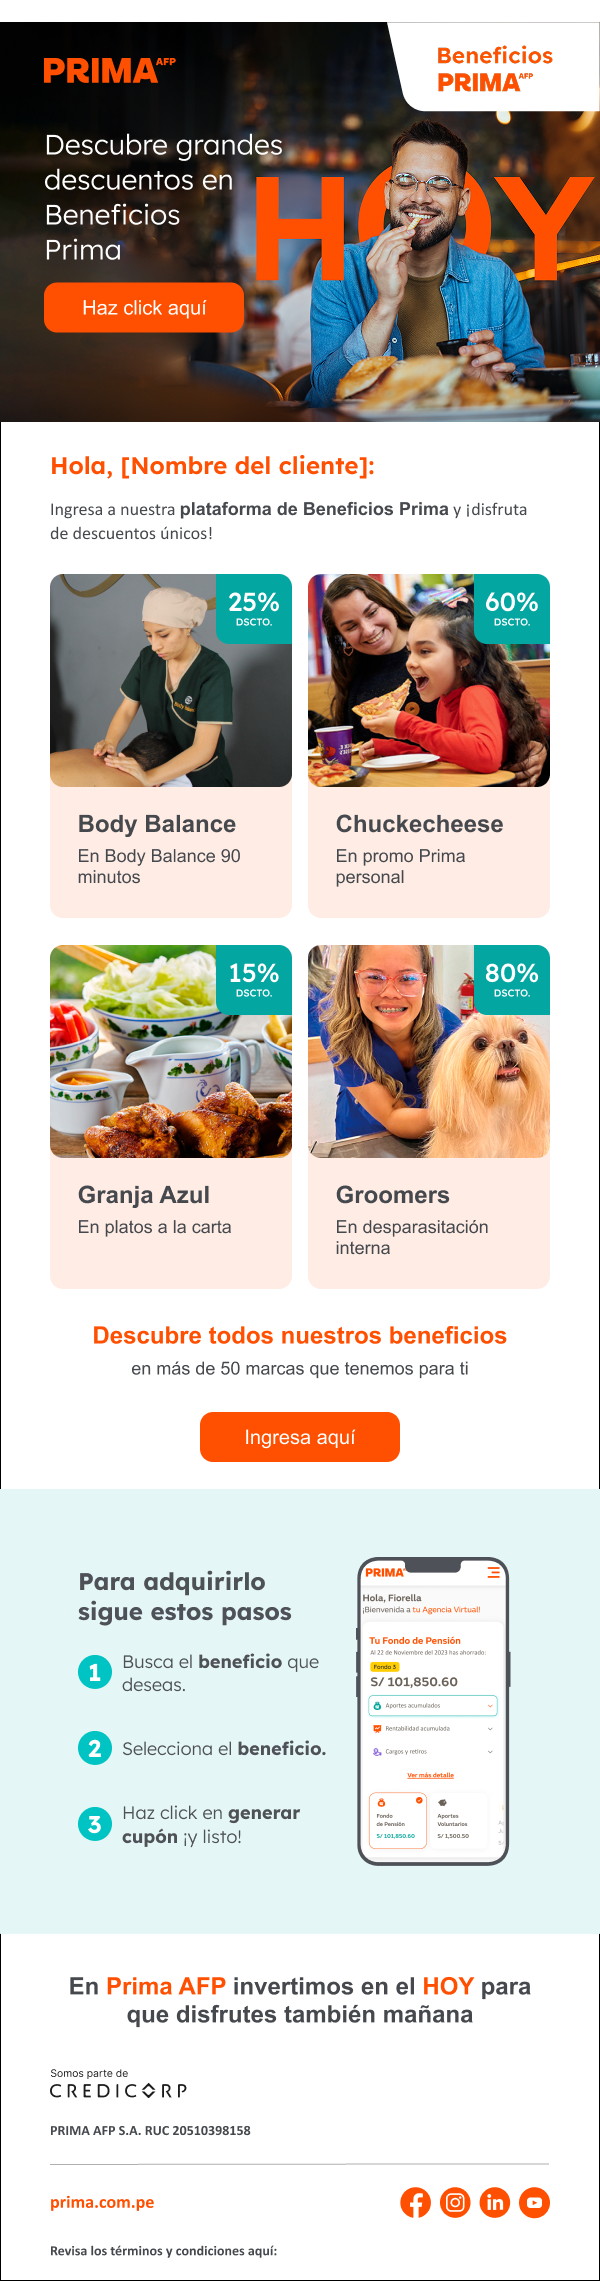 PRIMA AFP
Beneficios
PRIMA AFP
Descubre grandes
descuentos en
Beneficios
Prima
HOY
Haz click aquí
Hola, [Nombre del cliente]:
Ingresa a nuestra plataforma de Beneficios Prima y ¡disfruta
de descuentos únicos!
25%
DSCTO.
60%
DSCTO.
Body Balance
En Body Balance 90
minutos
Chuckecheese
En promo Prima
personal
15%
DSCTO.
80%
DSCTO.
Granja Azul
En platos a la carta
Groomers
En desparasitación
interna
Descubre todos nuestros beneficios
en más de 50 marcas que tenemos para ti
Ingresa aquí
Para adquirirlo
sigue estos pasos
1 Busca el beneficio que
deseas.
2 Selecciona el beneficio.
3 Haz click en generar
cupón ¡y listo!
PRIMA
Hola, Fiorella
¡Bienvenida a tu Agencia Virtual!
Tu Fondo de Pensión
Al 22 de Noviembre del 2023 has ahorrado:
Fondo 3
S/ 101,850.60
Aportes acumulados
Rentabilidad acumulada
Cargos y retiros
Ver más detalle
Fondo
de Pensión
S/ 101,850.60
Aportes
Voluntarios
S/ 1,500.50
En Prima AFP invertimos en el HOY para
que disfrutes también mañana
Somos parte de
CREDICORP
PRIMA AFP S.A. RUC 20510398158
prima.com.pe
Revisa los términos y condiciones aquí: